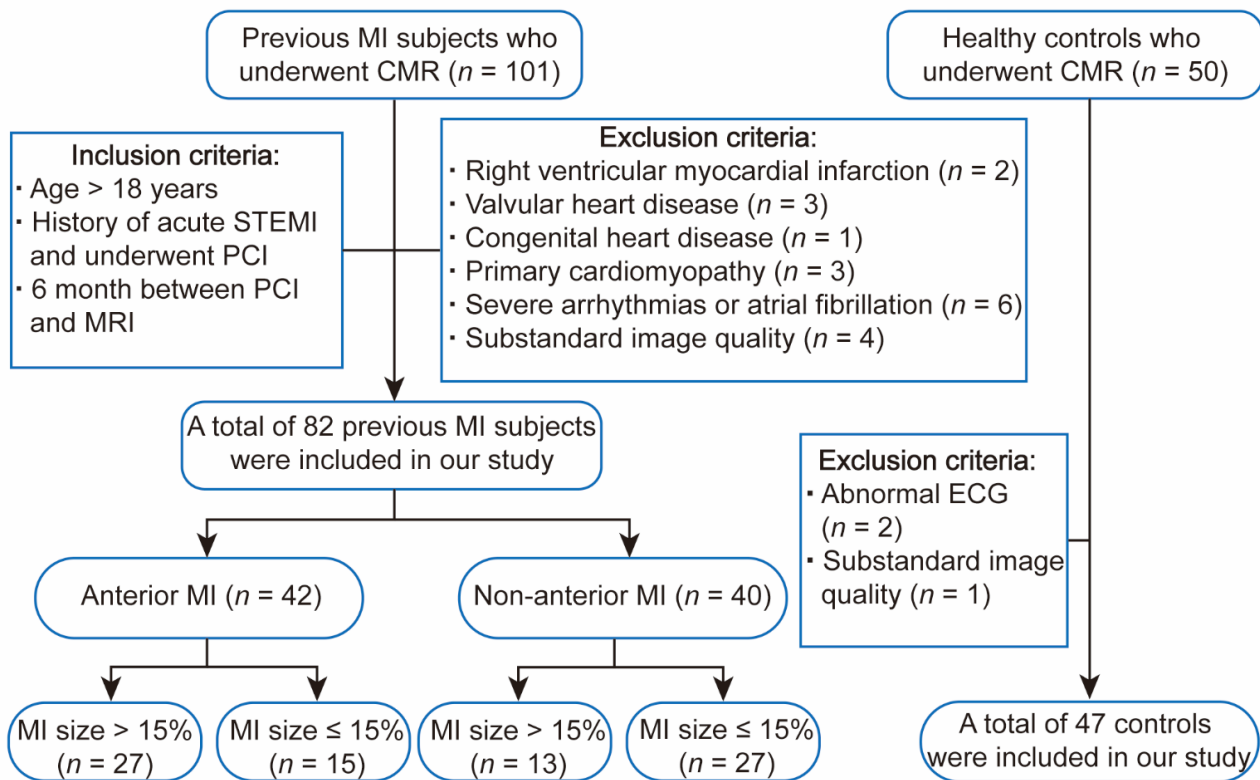 Previous MI subjects who
underwent CMR (n = 101)
Healthy controls who
underwent CMR (n = 50)
Inclusion criteria:
· Age > 18 years
· History of acute STEMI
and underwent PCI
· 6 month between PCI
and MRI
Exclusion criteria:
· Right ventricular myocardial infarction (n = 2)
· Valvular heart disease (n = 3)
· Congenital heart disease (n = 1)
· Primary cardiomyopathy (n = 3)
· Severe arrhythmias or atrial fibrillation (n = 6)
· Substandard image quality (n = 4)
A total of 82 previous MI subjects
were included in our study
Exclusion criteria:
· Abnormal ECG
(n = 2)
· Substandard image
quality (n = 1)
Anterior MI (n = 42)
Non-anterior MI (n = 40)
MI size > 15%
(n = 27)
MI size ≤ 15%
(n = 15)
MI size > 15%
(n = 13)
MI size ≤ 15%
(n = 27)
A total of 47 controls
were included in our study